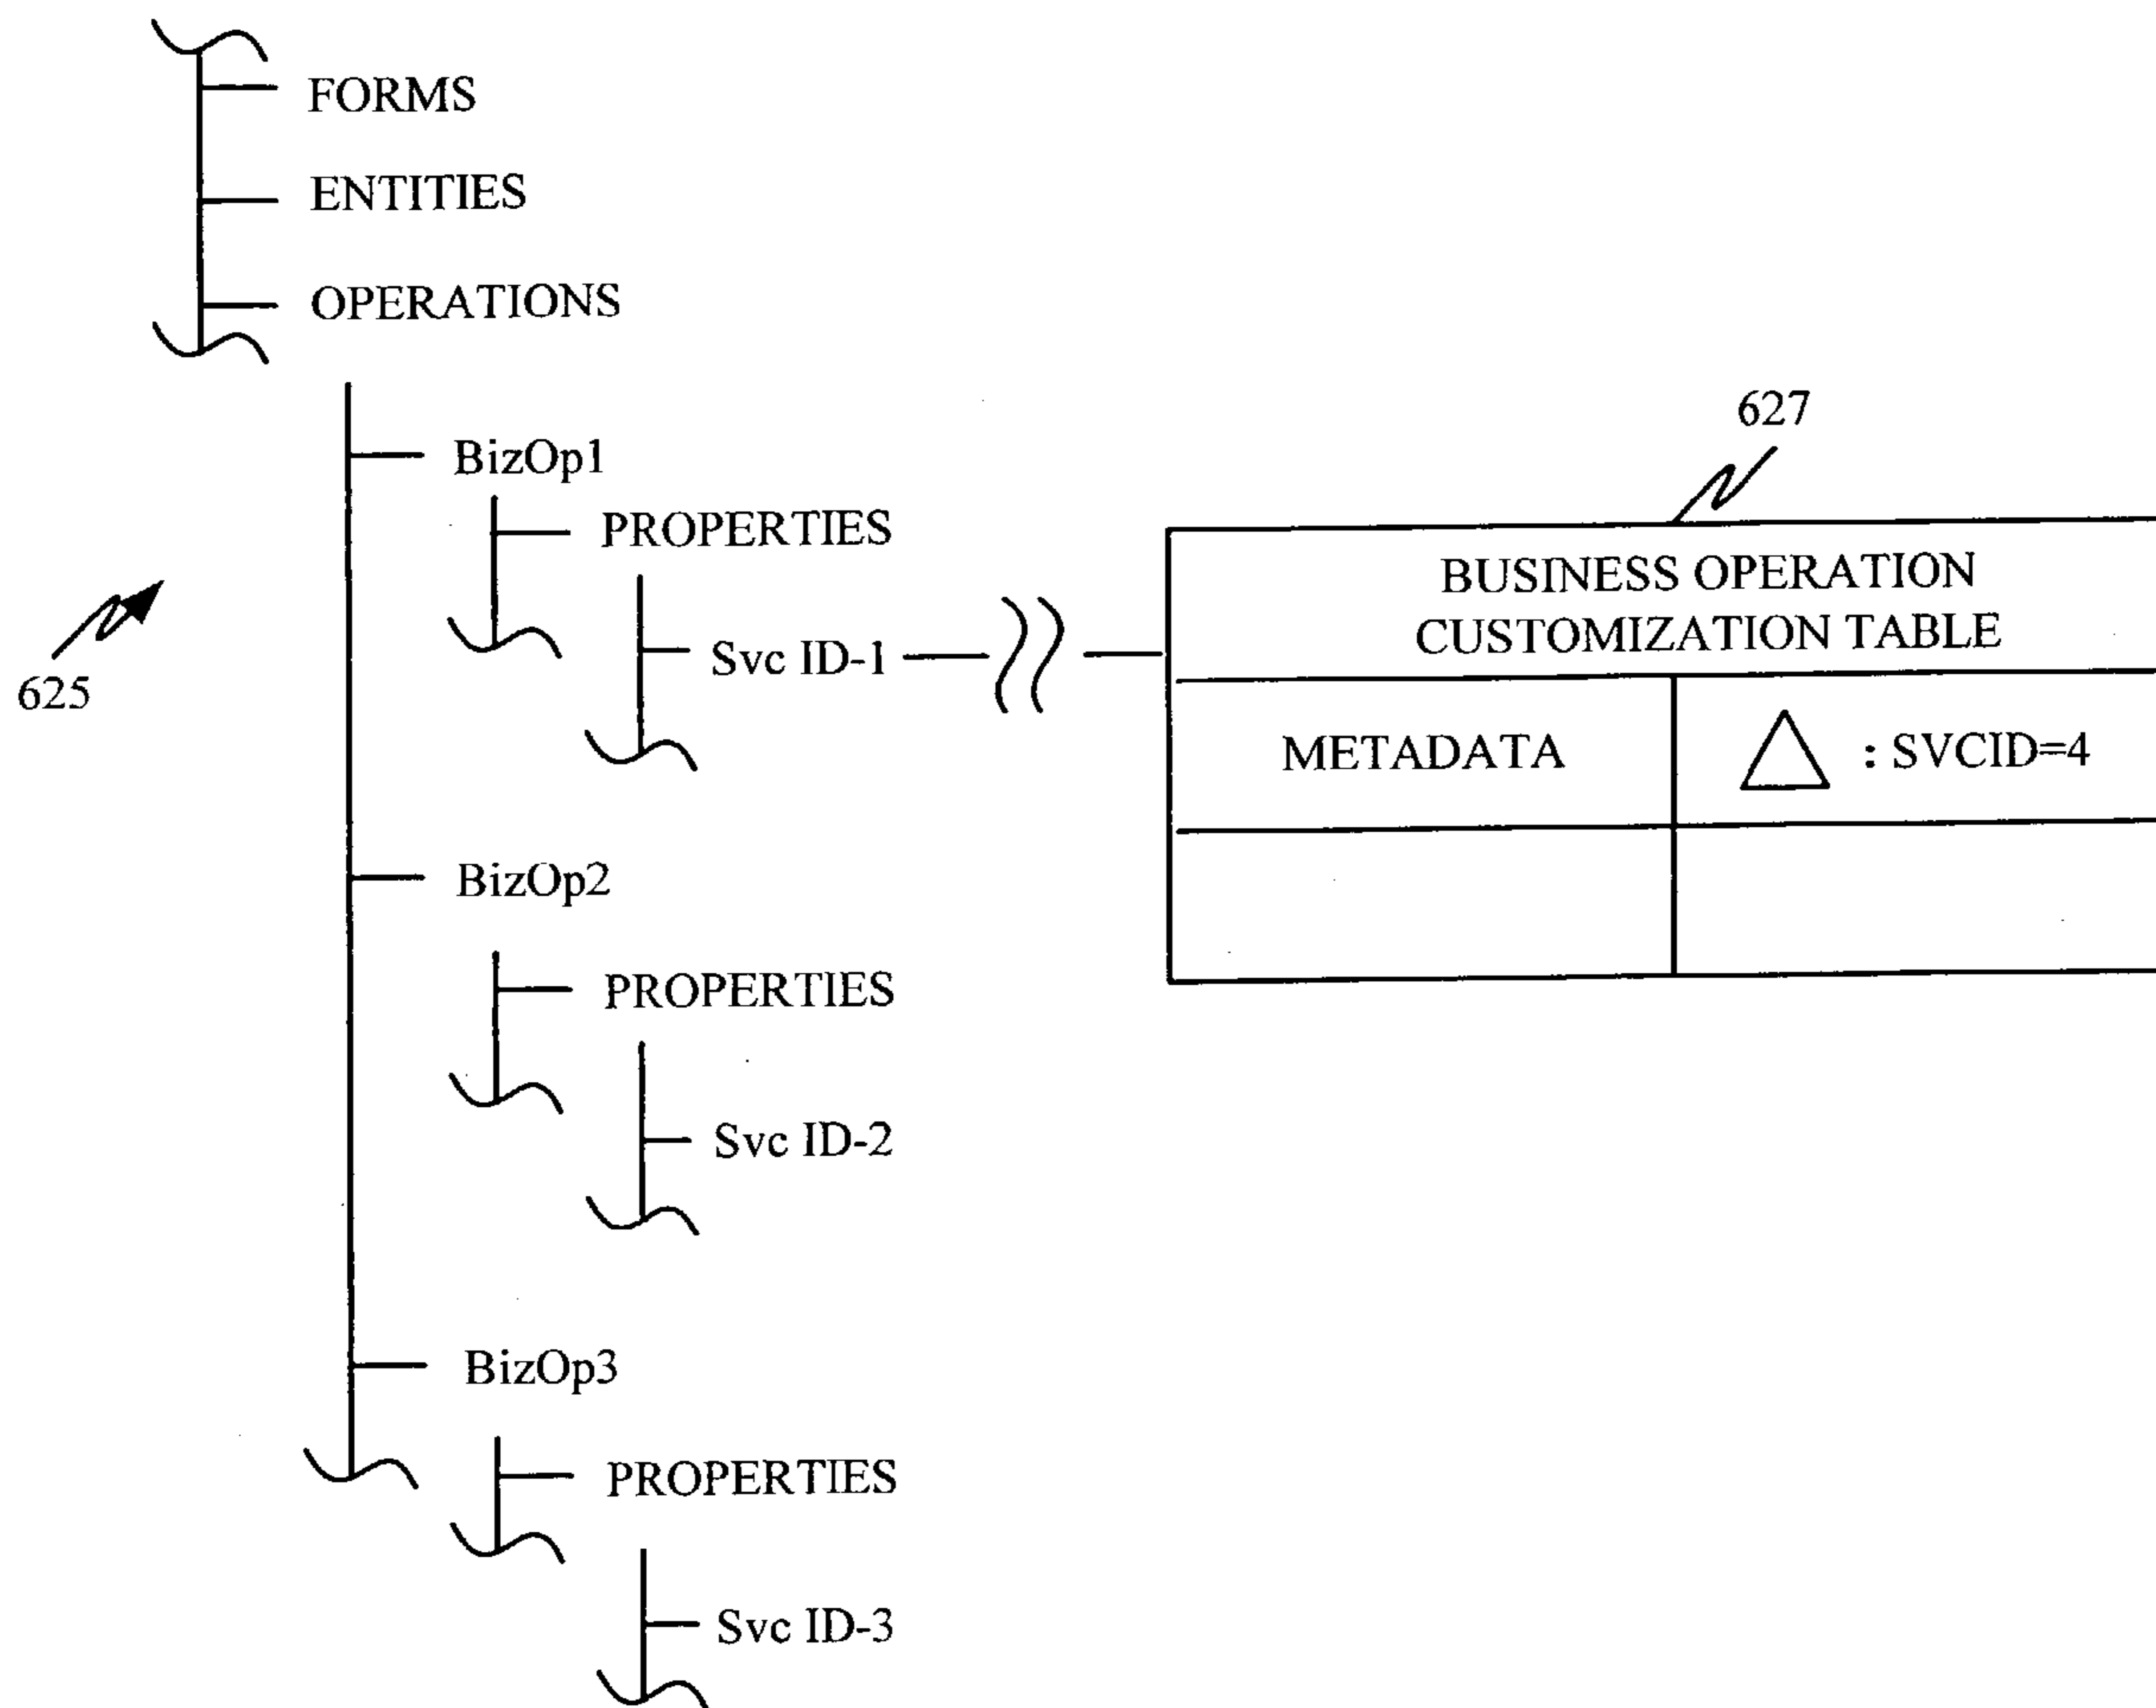 FORMS
ENTITIES
OPERATIONS
625
BizOp1
PROPERTIES
Svc ID-1
627
BUSINESS OPERATION
CUSTOMIZATION TABLE
METADATA
△ : SVCID=4
BizOp2
PROPERTIES
Svc ID-2
BizOp3
PROPERTIES
Svc ID-3